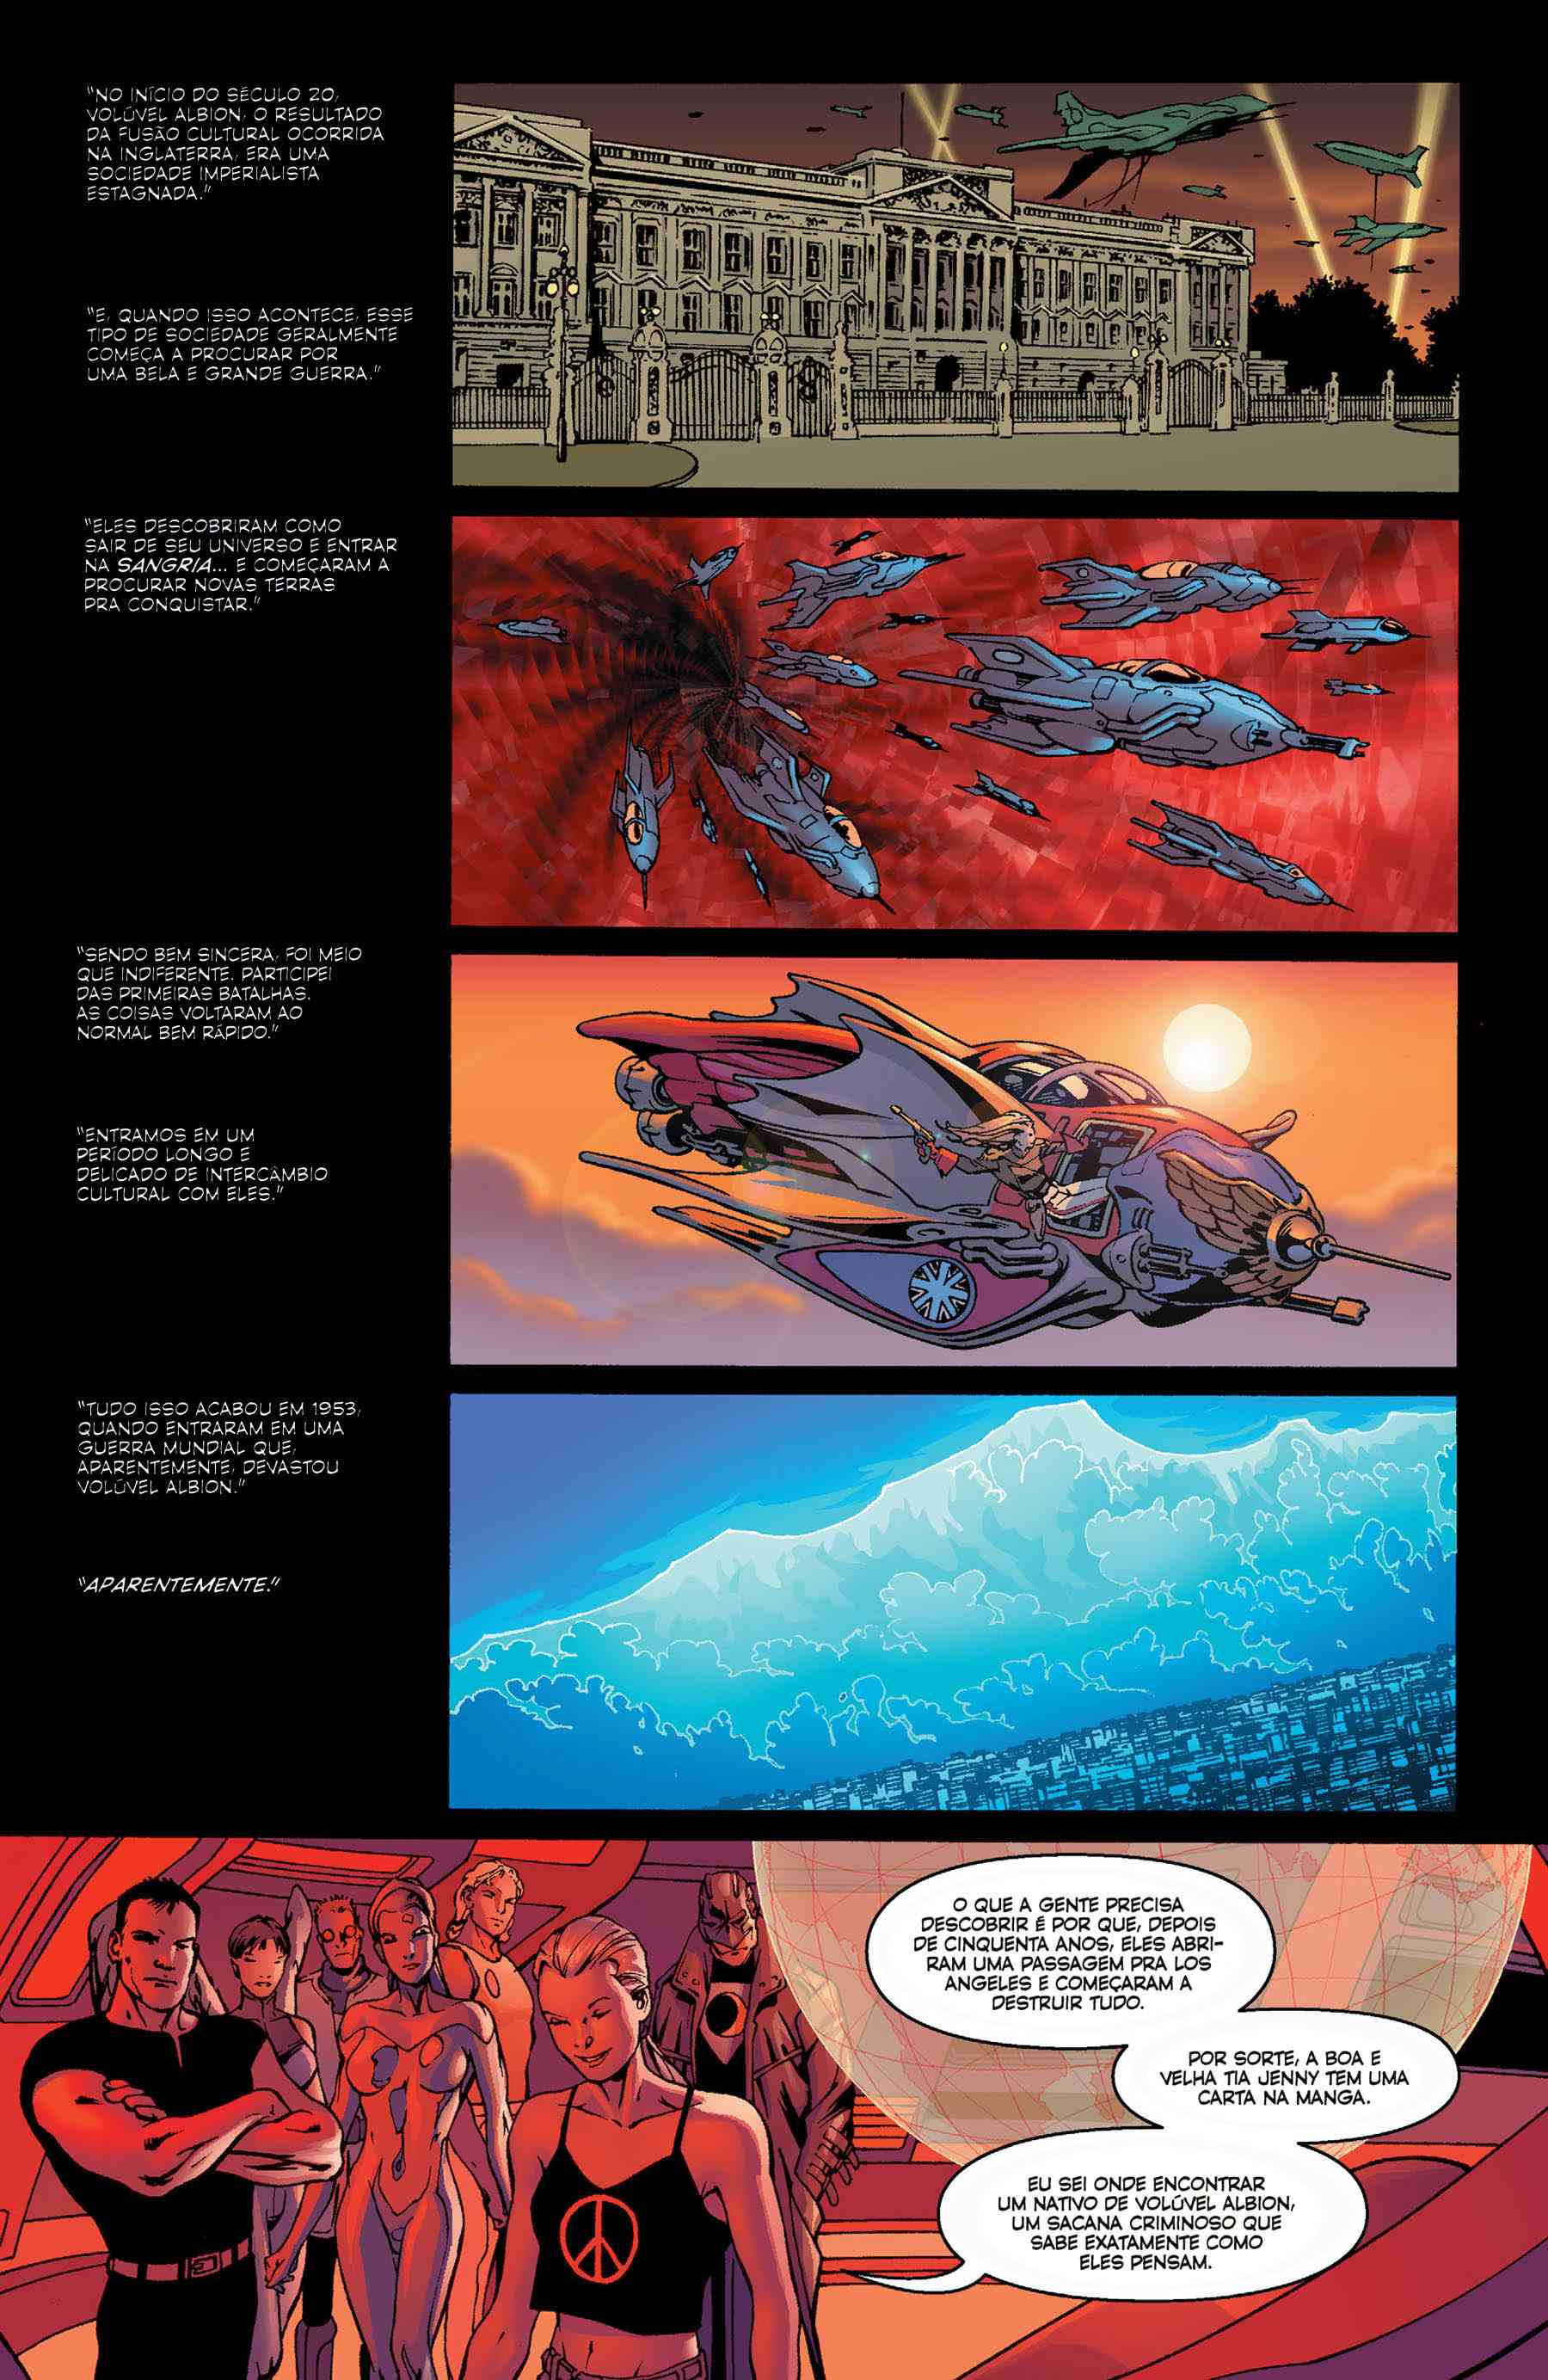 "NO INÍCIO DO SÉCULO 20,
VOLÚVEL ALBION, O RESULTADO
DA FUSÃO CULTURAL OCORRIDA
NA INGLATERRA, ERA UMA
SOCIEDADE IMPERIALISTA
ESTAGNADA."
"E, QUANDO ISSO ACONTECE, ESSE
TIPO DE SOCIEDADE GERALMENTE
COMEÇA A PROCURAR POR
UMA BELA E GRANDE GUERRA."
"ELES DESCOBRIRAM COMO
SAIR DE SEU UNIVERSO E ENTRAR
NA SANGRIA... E COMEÇARAM A
PROCURAR NOVAS TERRAS
PRA CONQUISTAR."
"SENDO BEM SINCERA, FOI MEIO
QUE INDIFERENTE. PARTICIPEI
DAS PRIMEIRAS BATALHAS.
AS COISAS VOLTARAM AO
NORMAL BEM RÁPIDO."
"ENTRAMOS EM UM
PERÍODO LONGO E
DELICADO DE INTERCÂMBIO
CULTURAL COM ELES."
"TUDO ISSO ACABOU EM 1953,
QUANDO ENTRARAM EM UMA
GUERRA MUNDIAL QUE,
APARENTEMENTE, DEVASTOU
VOLÚVEL ALBION."
"APARENTEMENTE."
O QUE A GENTE PRECISA
DESCOBRIR É POR QUE, DEPOIS
DE CINQUENTA ANOS, ELES ABRI-
RAM UMA PASSAGEM PRA LOS
ANGELES E COMEÇARAM A
DESTRUIR TUDO.
POR SORTE, A BOA E
VELHA TIA JENNY TEM UMA
CARTA NA MANGA.
EU SEI ONDE ENCONTRAR
UM NATIVO DE VOLÚVEL ALBION,
UM SACANA CRIMINOSO QUE
SABE EXATAMENTE COMO
ELES PENSAM.